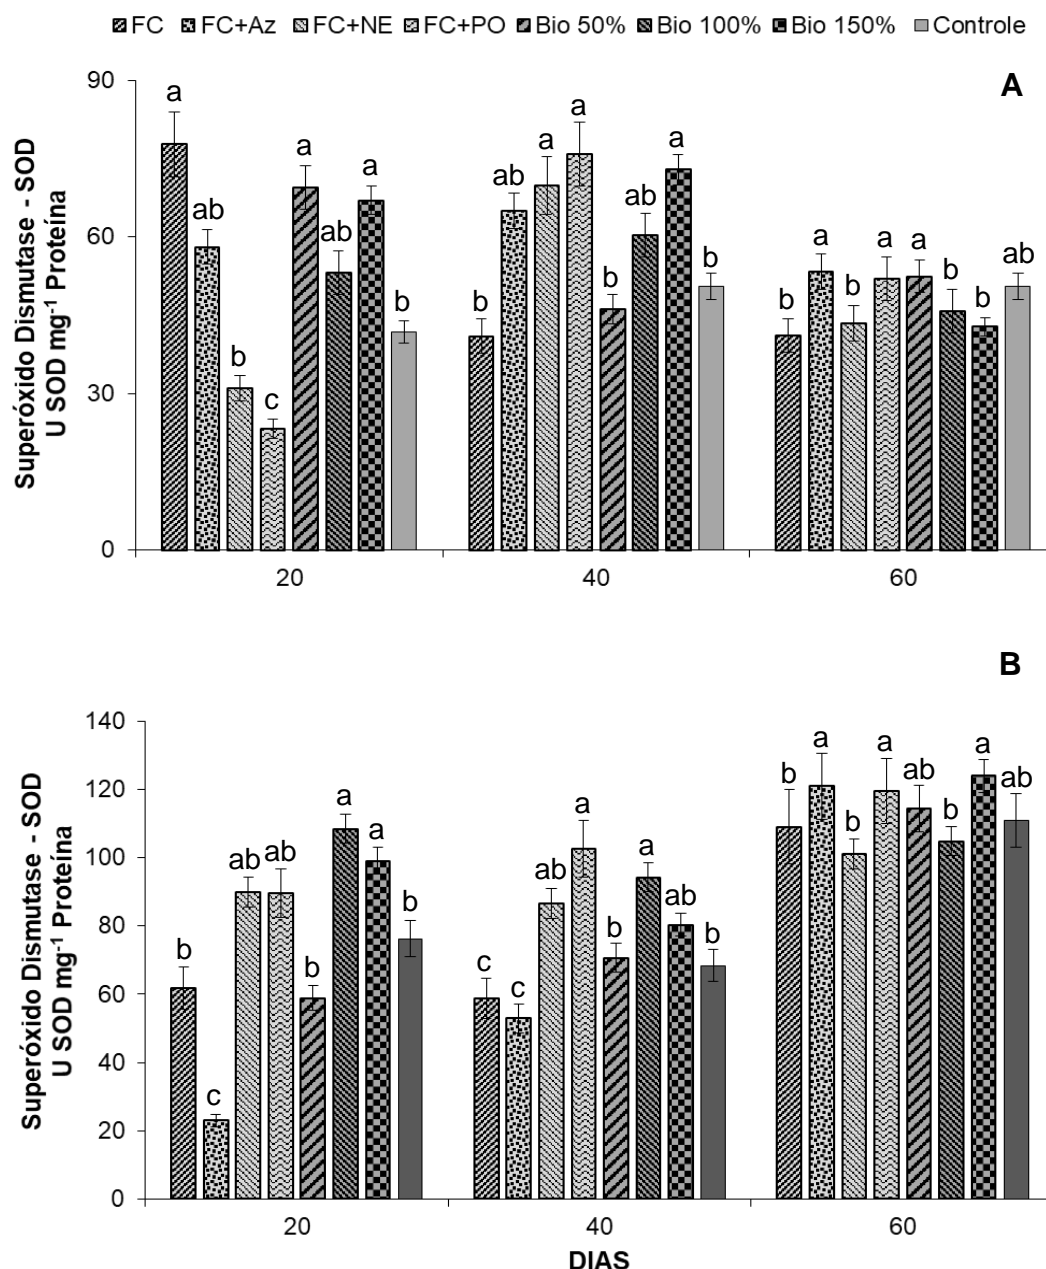 FC FC+Az FC+NE FC+PO Bio 50% Bio 100% Bio 150% Controle
A
Superóxido Dismutase - SOD
U SOD mg-1 Proteína
90
60
30
0
a ab b c a ab a b
b ab a a b ab a b
b a b a a b b ab
20 40 60
B
Superóxido Dismutase - SOD
U SOD mg-1 Proteína
140
120
100
80
60
40
20
0
b c ab ab b a a b
c c ab a b a ab b
b a b a ab b a ab
20 40 60
DIAS